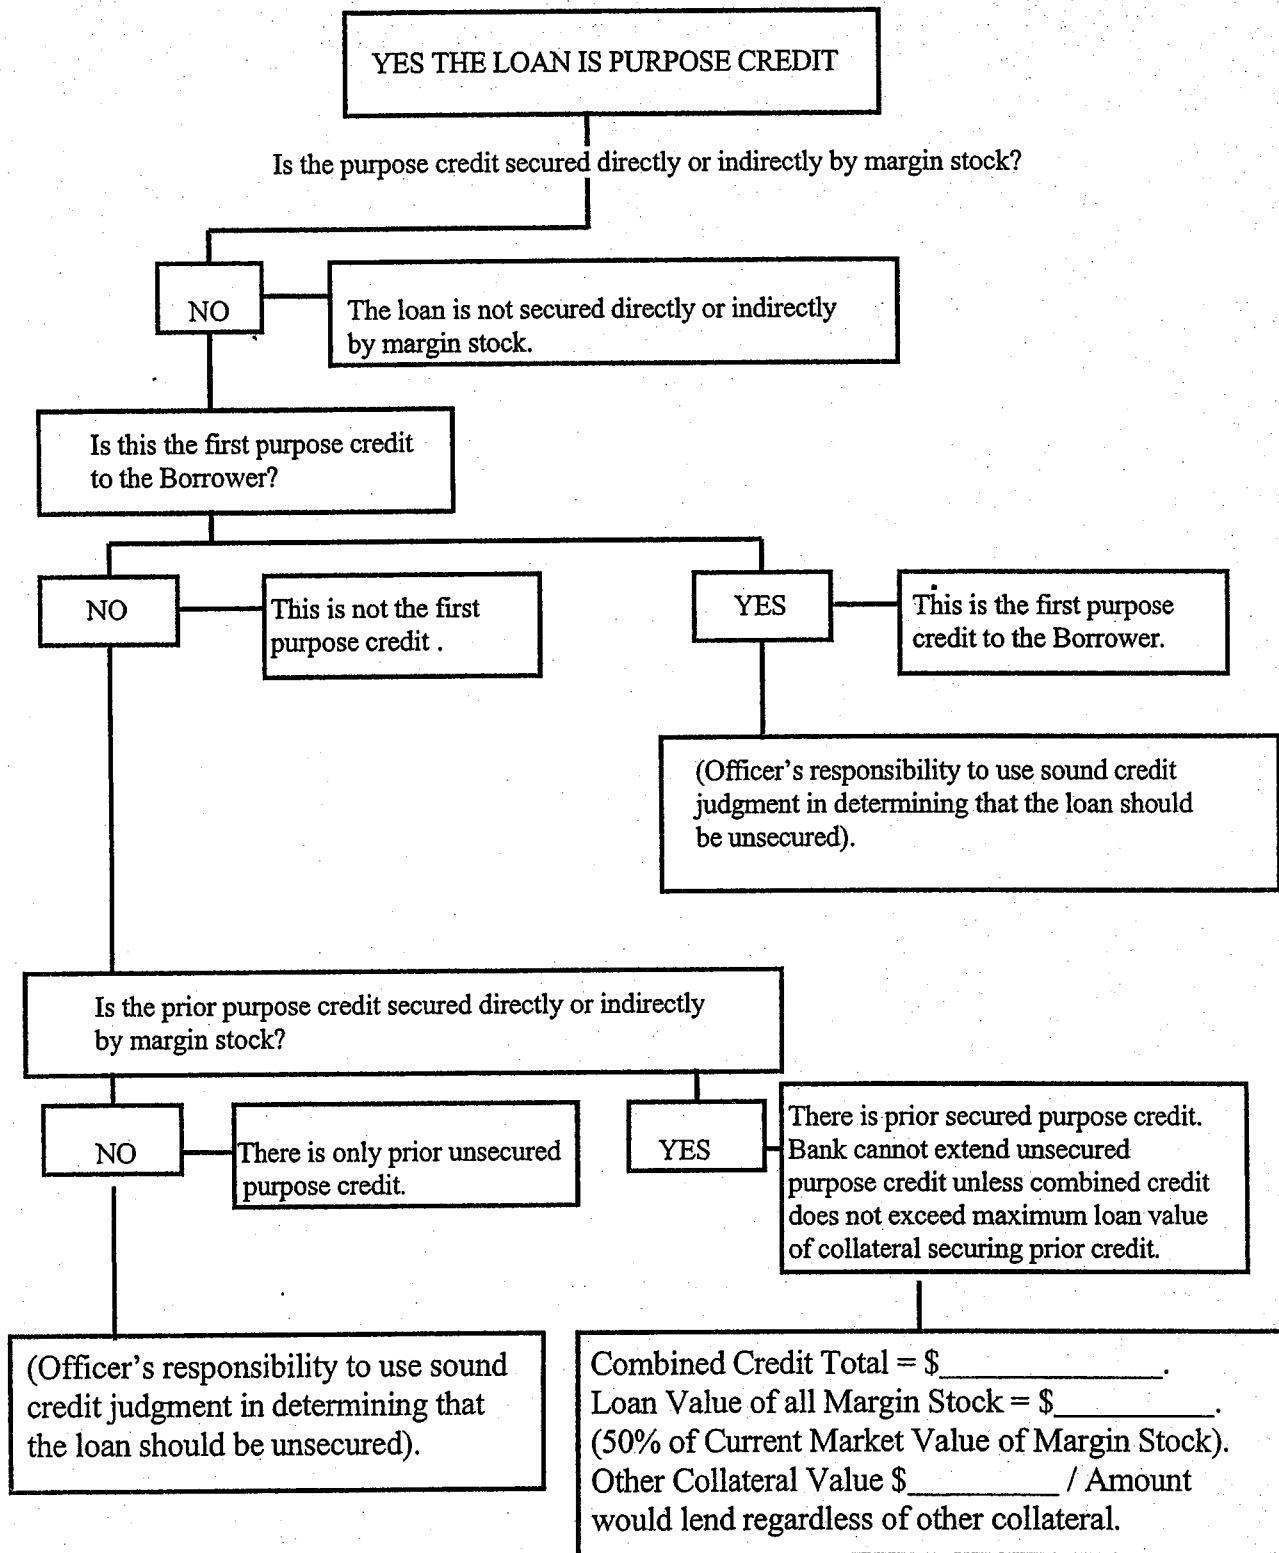 YES THE LOAN IS PURPOSE CREDIT
Is the purpose credit secured directly or indirectly by margin stock?
NO
The loan is not secured directly or indirectly
by margin stock.
Is this the first purpose credit
to the Borrower?
NO
This is not the first
purpose credit .
YES
This is the first purpose
credit to the Borrower.
(Officer's responsibility to use sound credit
judgment in determining that the loan should
be unsecured).
Is the prior purpose credit secured directly or indirectly
by margin stock?
NO
There is only prior unsecured
purpose credit.
YES
There is prior secured purpose credit.
Bank cannot extend unsecured
purpose credit unless combined credit
does not exceed maximum loan value
of collateral securing prior credit.
(Officer's responsibility to use sound
credit judgment in determining that
the loan should be unsecured).
Combined Credit Total = $_______________.
Loan Value of all Margin Stock = $___________.
(50% of Current Market Value of Margin Stock).
Other Collateral Value $__________ / Amount
would lend regardless of other collateral.